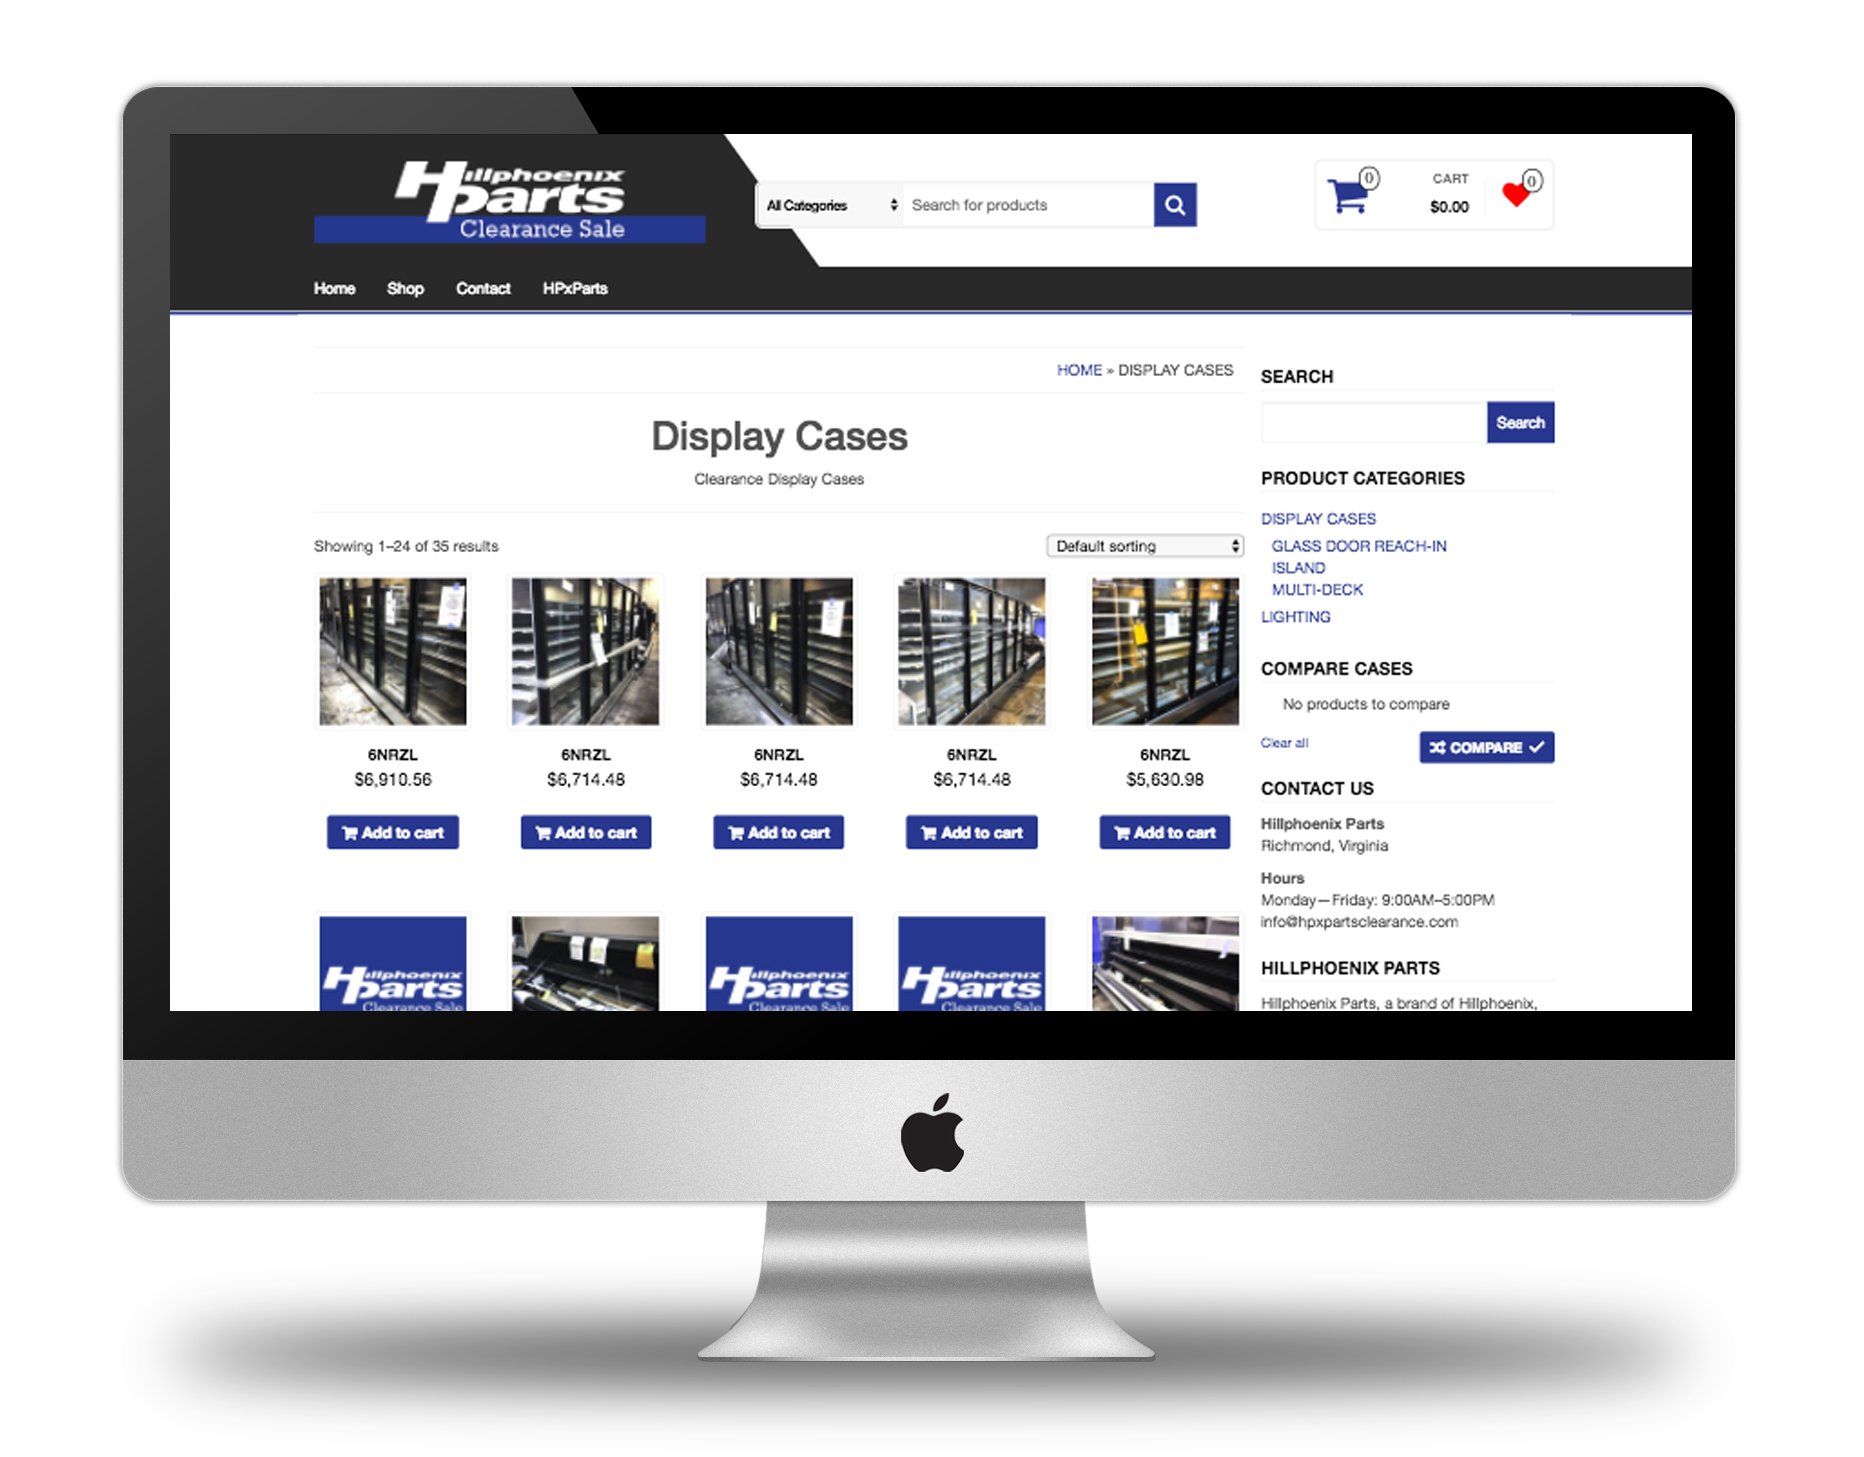 Hillphoenix
Parts
Clearance Sale
All Categories
Search for products
0
CART
$0.00
0
Home
Shop
Contact
HPxParts
HOME » DISPLAY CASES
Display Cases
Clearance Display Cases
Showing 1–24 of 35 results
Default sorting
6NRZL
$6,910.56
Add to cart
6NRZL
$6,714.48
Add to cart
6NRZL
$6,714.48
Add to cart
6NRZL
$6,714.48
Add to cart
6NRZL
$5,630.98
Add to cart
Hillphoenix
Parts
Clearance Sale
Hillphoenix
Parts
Clearance Sale
Hillphoenix
Parts
Clearance Sale
SEARCH
Search
PRODUCT CATEGORIES
DISPLAY CASES
GLASS DOOR REACH-IN
ISLAND
MULTI-DECK
LIGHTING
COMPARE CASES
No products to compare
Clear all
COMPARE
CONTACT US
Hillphoenix Parts
Richmond, Virginia
Hours
Monday—Friday: 9:00AM–5:00PM
info@hpxpartsclearance.com
HILLPHOENIX PARTS
Hillphoenix Parts, a brand of Hillphoenix,